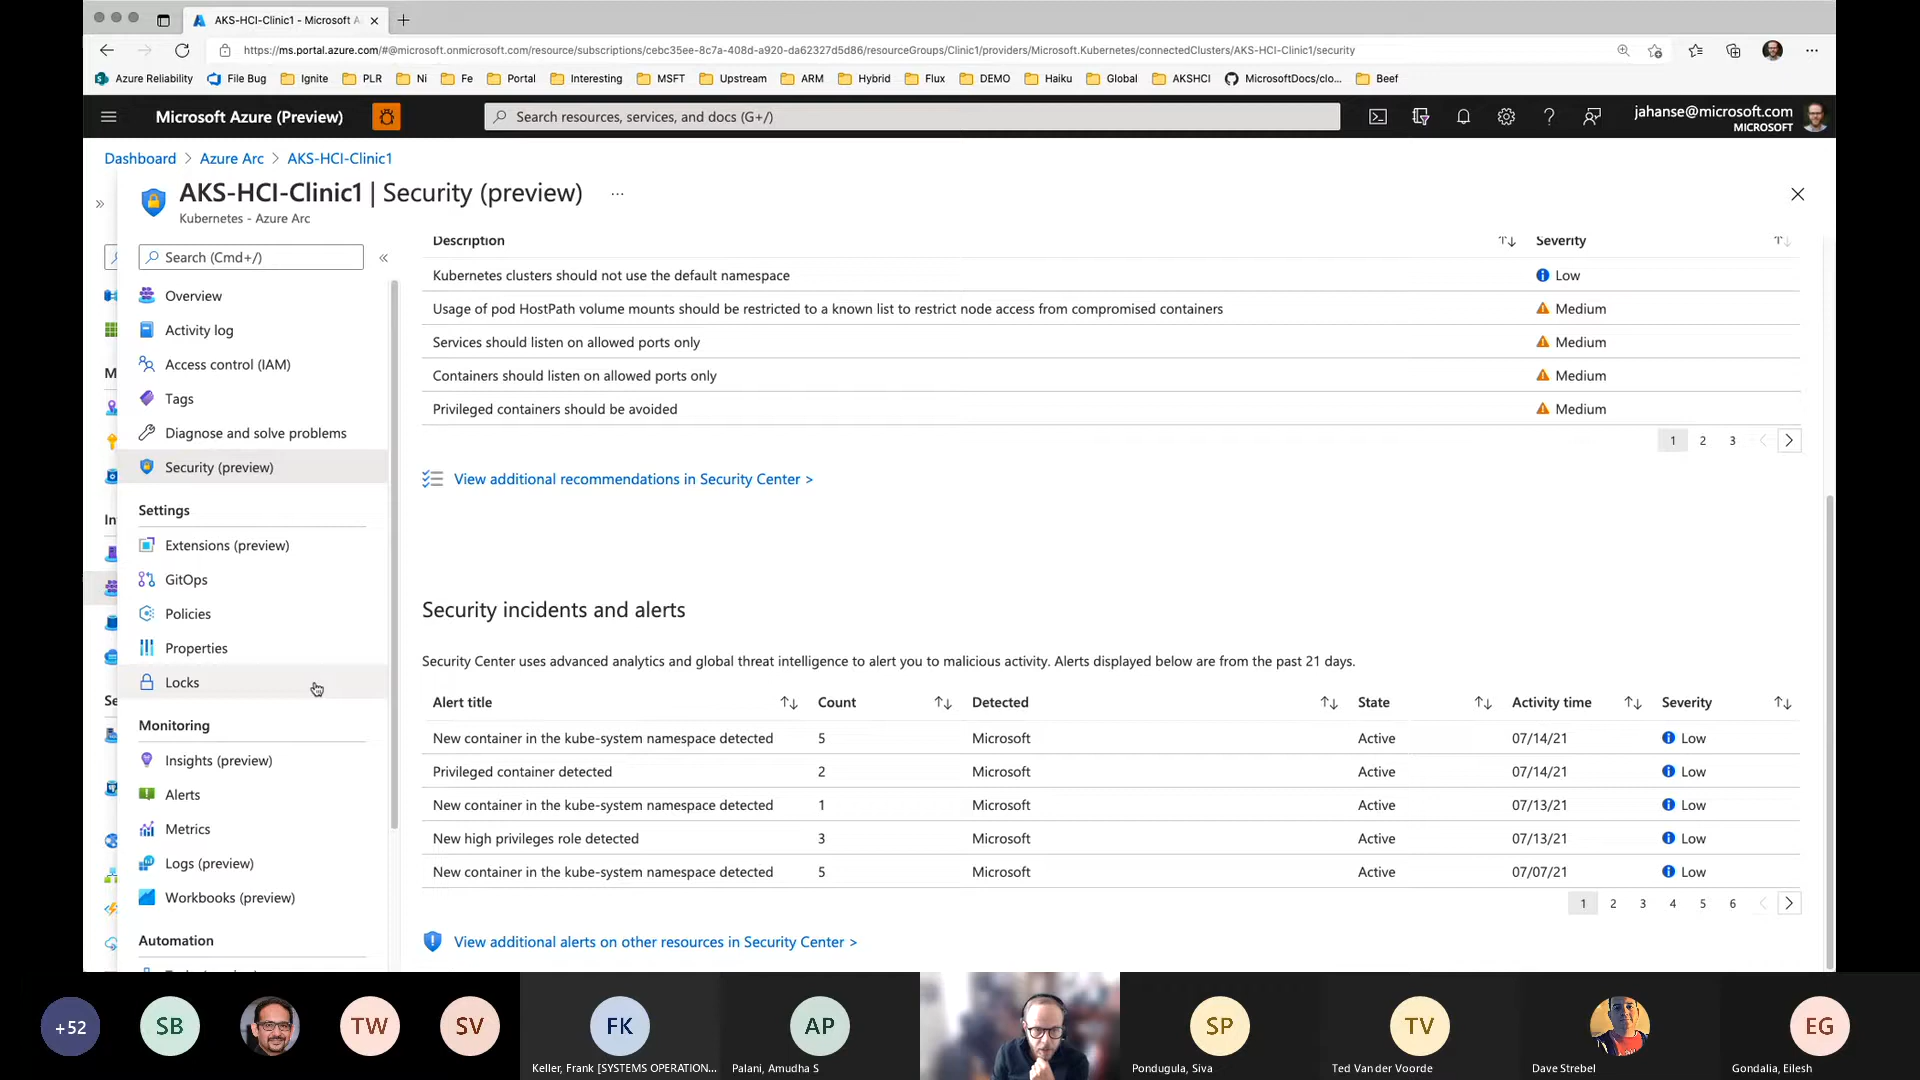 AKS-HCI-Clinic1 - Microsoft A
https://ms.portal.azure.com/#@microsoft.onmicrosoft.com/resource/subscriptions/cebc35ee-8c7a-408d-a920-da62327d5d86/resourceGroups/Clinic1/providers/Microsoft.Kubernetes/connectedClusters/AKS-HCI-Clinic1/security
Azure Reliability File Bug Ignite PLR Ni Fe Portal Interesting MSFT Upstream ARM Hybrid Flux DEMO Haiku Global AKSHCI MicrosoftDocs/clo... Beef
Microsoft Azure (Preview)
Search resources, services, and docs (G+/)
jahanse@microsoft.com
MICROSOFT
Dashboard > Azure Arc > AKS-HCI-Clinic1
AKS-HCI-Clinic1 | Security (preview) ...
Kubernetes - Azure Arc
Search (Cmd+/)
Overview
Activity log
Access control (IAM)
Tags
Diagnose and solve problems
Security (preview)
Settings
Extensions (preview)
GitOps
Policies
Properties
Locks
Monitoring
Insights (preview)
Alerts
Metrics
Logs (preview)
Workbooks (preview)
Automation
Description Severity
Kubernetes clusters should not use the default namespace Low
Usage of pod HostPath volume mounts should be restricted to a known list to restrict node access from compromised containers Medium
Services should listen on allowed ports only Medium
Containers should listen on allowed ports only Medium
Privileged containers should be avoided Medium
1 2 3
View additional recommendations in Security Center >
Security incidents and alerts
Security Center uses advanced analytics and global threat intelligence to alert you to malicious activity. Alerts displayed below are from the past 21 days.
Alert title Count Detected State Activity time Severity
New container in the kube-system namespace detected 5 Microsoft Active 07/14/21 Low
Privileged container detected 2 Microsoft Active 07/14/21 Low
New container in the kube-system namespace detected 1 Microsoft Active 07/13/21 Low
New high privileges role detected 3 Microsoft Active 07/13/21 Low
New container in the kube-system namespace detected 5 Microsoft Active 07/07/21 Low
1 2 3 4 5 6
View additional alerts on other resources in Security Center >
+52 SB TW SV FK AP SP TV EG
Keller, Frank [SYSTEMS OPERATION... Palani, Amudha S Pondugula, Siva Ted Van der Voorde Dave Strebel Gondalia, Eilesh